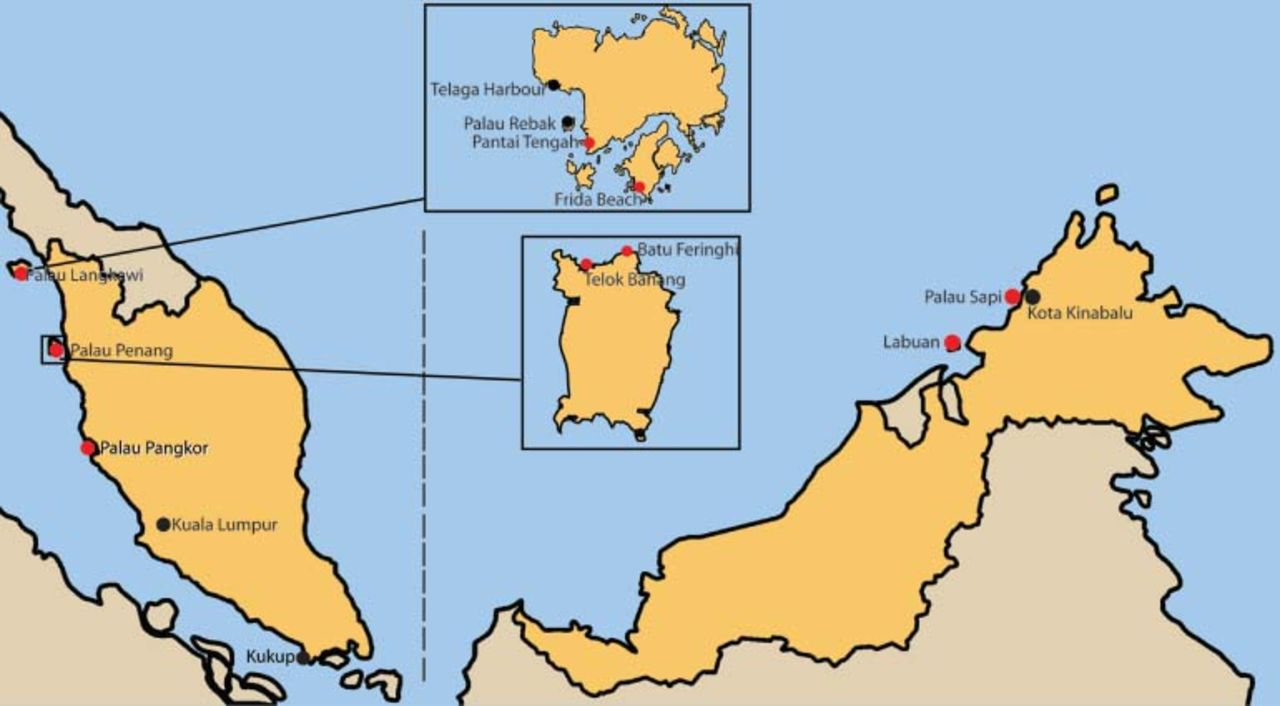 Telaga Harbour
Palau Rebak
Pantai Tengah
Frida Beach
Batu Feringhi
Telok Bahang
Palau Langkawi
Palau Penang
Palau Pangkor
Kuala Lumpur
Kukup
Palau Sapi
Kota Kinabalu
Labuan